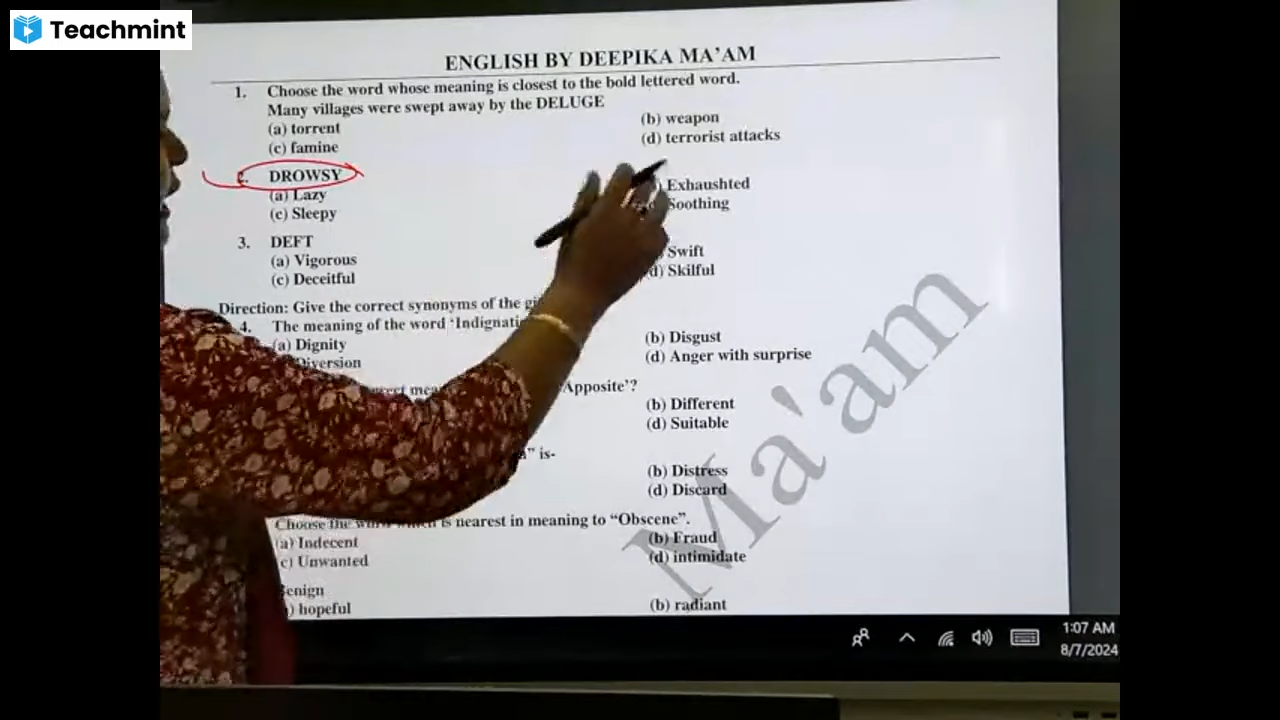 Teachmint
ENGLISH BY DEEPIKA MA'AM
1. Choose the word whose meaning is closest to the bold lettered word.
Many villages were swept away by the DELUGE
(a) torrent (b) weapon
(c) famine (d) terrorist attacks
2. DROWSY
(a) Lazy Exhaushted
(c) Sleepy Soothing
3. DEFT
(a) Vigorous Swift
(c) Deceitful (d) Skilful
Direction: Give the correct synonyms of the
4. The meaning of the word
(a) Dignity (b) Disgust
Diversion (d) Anger with surprise
Apposite'?
(b) Different
(d) Suitable
” is-
(b) Distress
(d) Discard
Choose the is nearest in meaning to “Obscene”.
(a) Indecent (b) Fraud
c) Unwanted (d) intimidate
Benign
) hopeful (b) radiant
Ma'am
1:07 AM
8/7/2024